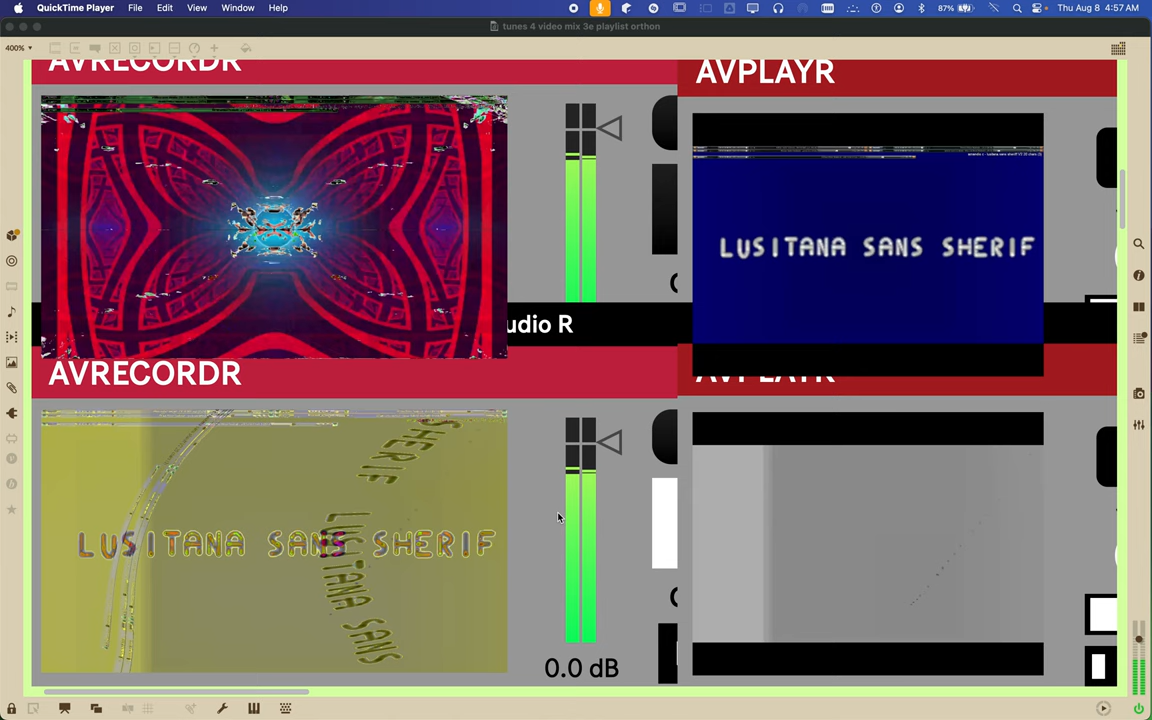 QuickTime Player File Edit View Window Help
87%
Thu Aug 8 4:57 AM
tunes 4 video mix 3e playlist orthon
400%
AVRECORDR
AVPLAYR
LUSITANA SANS SHERIF
udio R
AVRECORDR
AVPLAYR
SHERIF
LUSITANA SANS SHERIF
LUSITANA SANS
0.0 dB